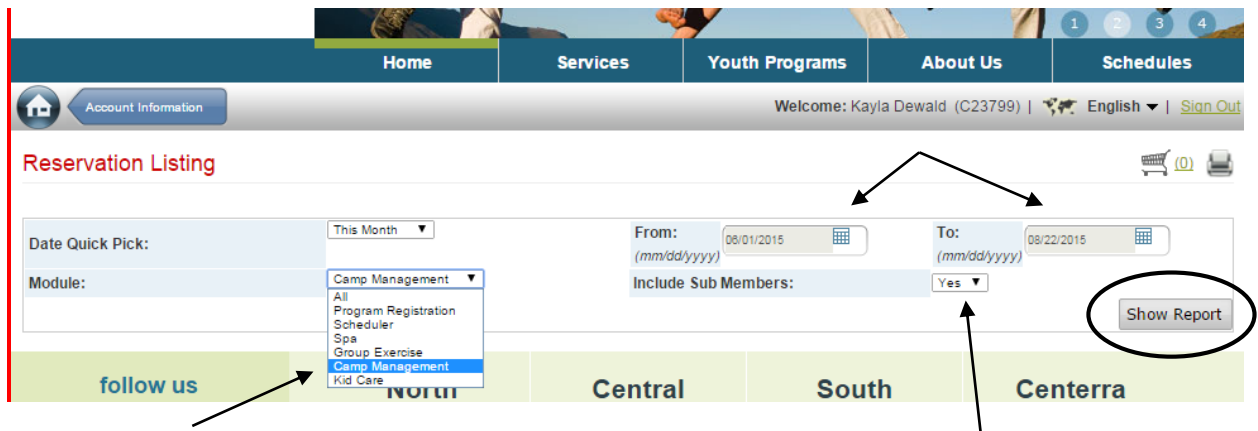 1 2 3 4
Home Services Youth Programs About Us Schedules
Account Information Welcome: Kayla Dewald (C23799) | English ▼ | Sign Out
Reservation Listing (0)
Date Quick Pick: This Month ▼ From: (mm/dd/yyyy) 06/01/2015 To: (mm/dd/yyyy) 08/22/2015
Module: Camp Management ▼ Include Sub Members: Yes ▼
All
Program Registration
Scheduler
Spa
Group Exercise
Camp Management
Kid Care
Show Report
follow us North Central South Centerra